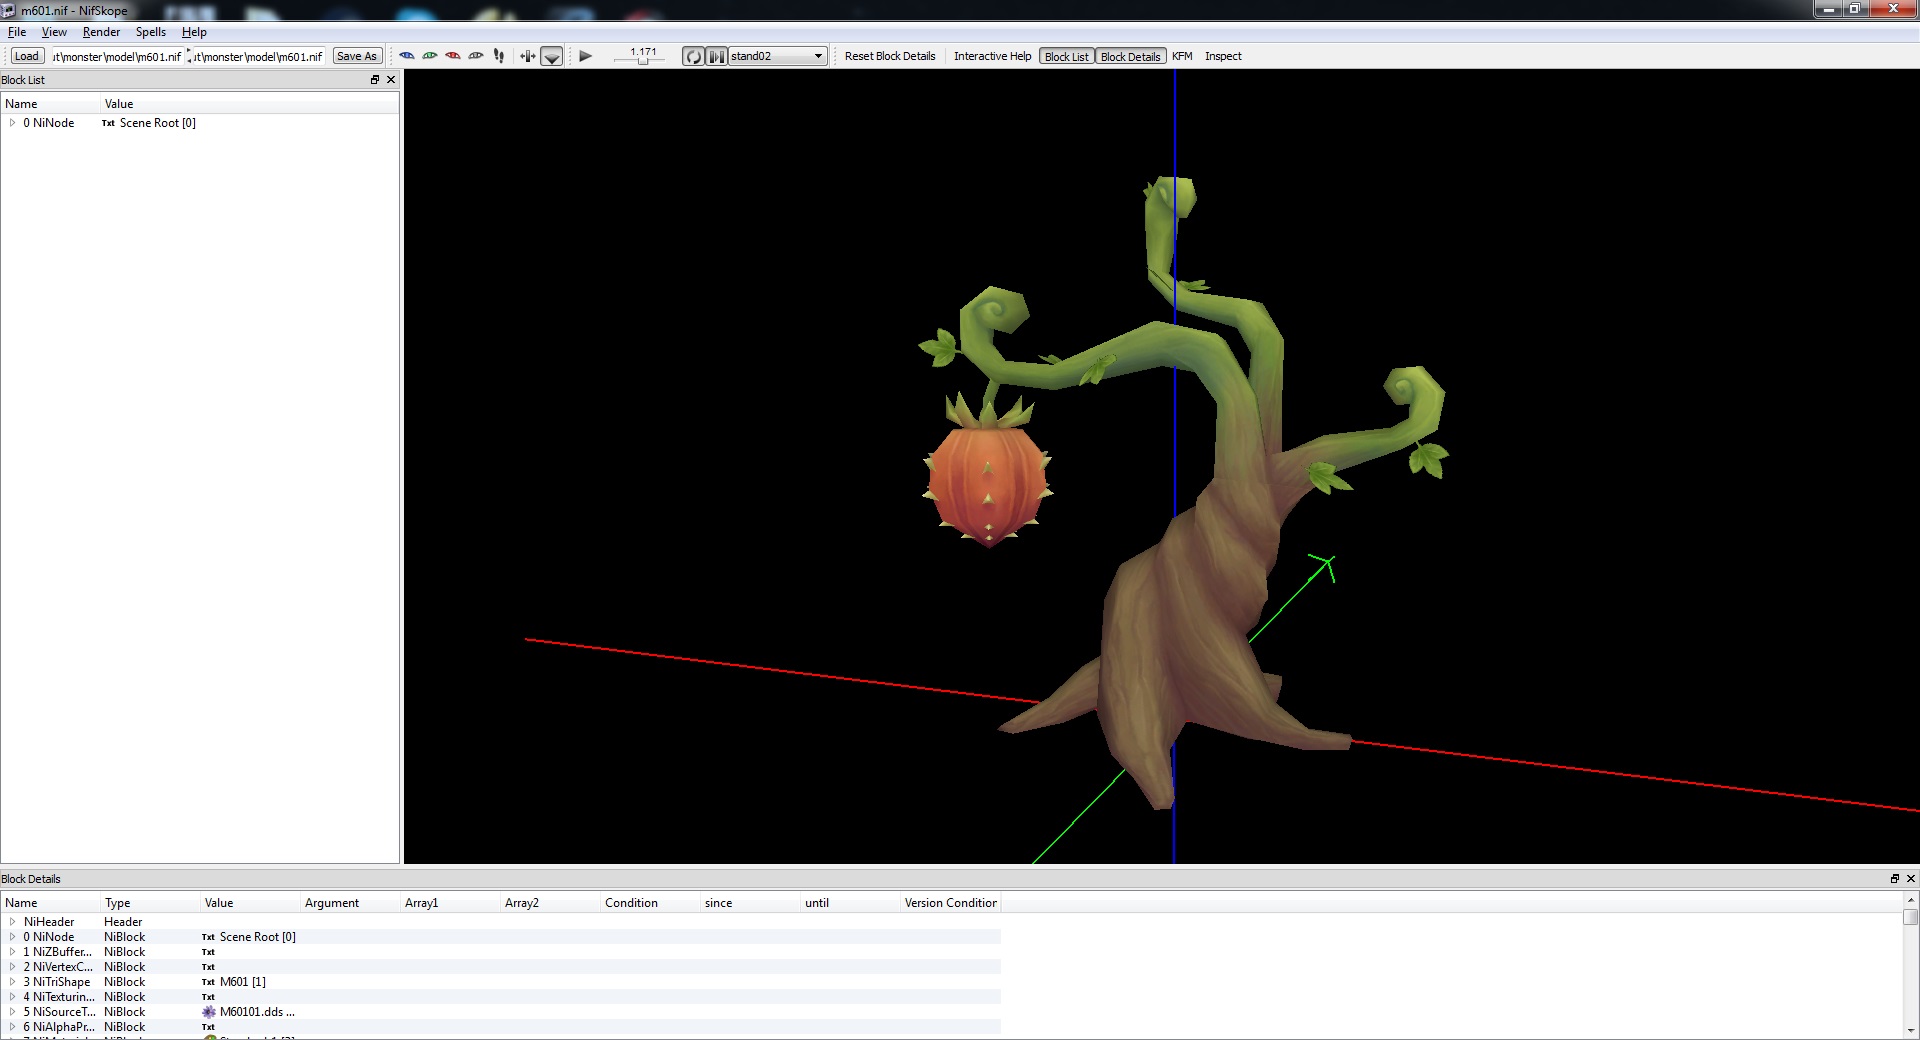 m601.nif - NifSkope
File View Render Spells Help
Load ut\monster\model\m601.nif ut\monster\model\m601.nif Save As 1.171 stand02 Reset Block Details Interactive Help Block List Block Details KFM Inspect
Block List
Name Value
0 NiNode Txt Scene Root [0]
Block Details
Name Type Value Argument Array1 Array2 Condition since until Version Condition
NiHeader Header
0 NiNode NiBlock Txt Scene Root [0]
1 NiZBuffer... NiBlock Txt
2 NiVertexC... NiBlock Txt
3 NiTriShape NiBlock Txt M601 [1]
4 NiTexturin... NiBlock Txt
5 NiSourceT... NiBlock M60101.dds ...
6 NiAlphaPr... NiBlock Txt